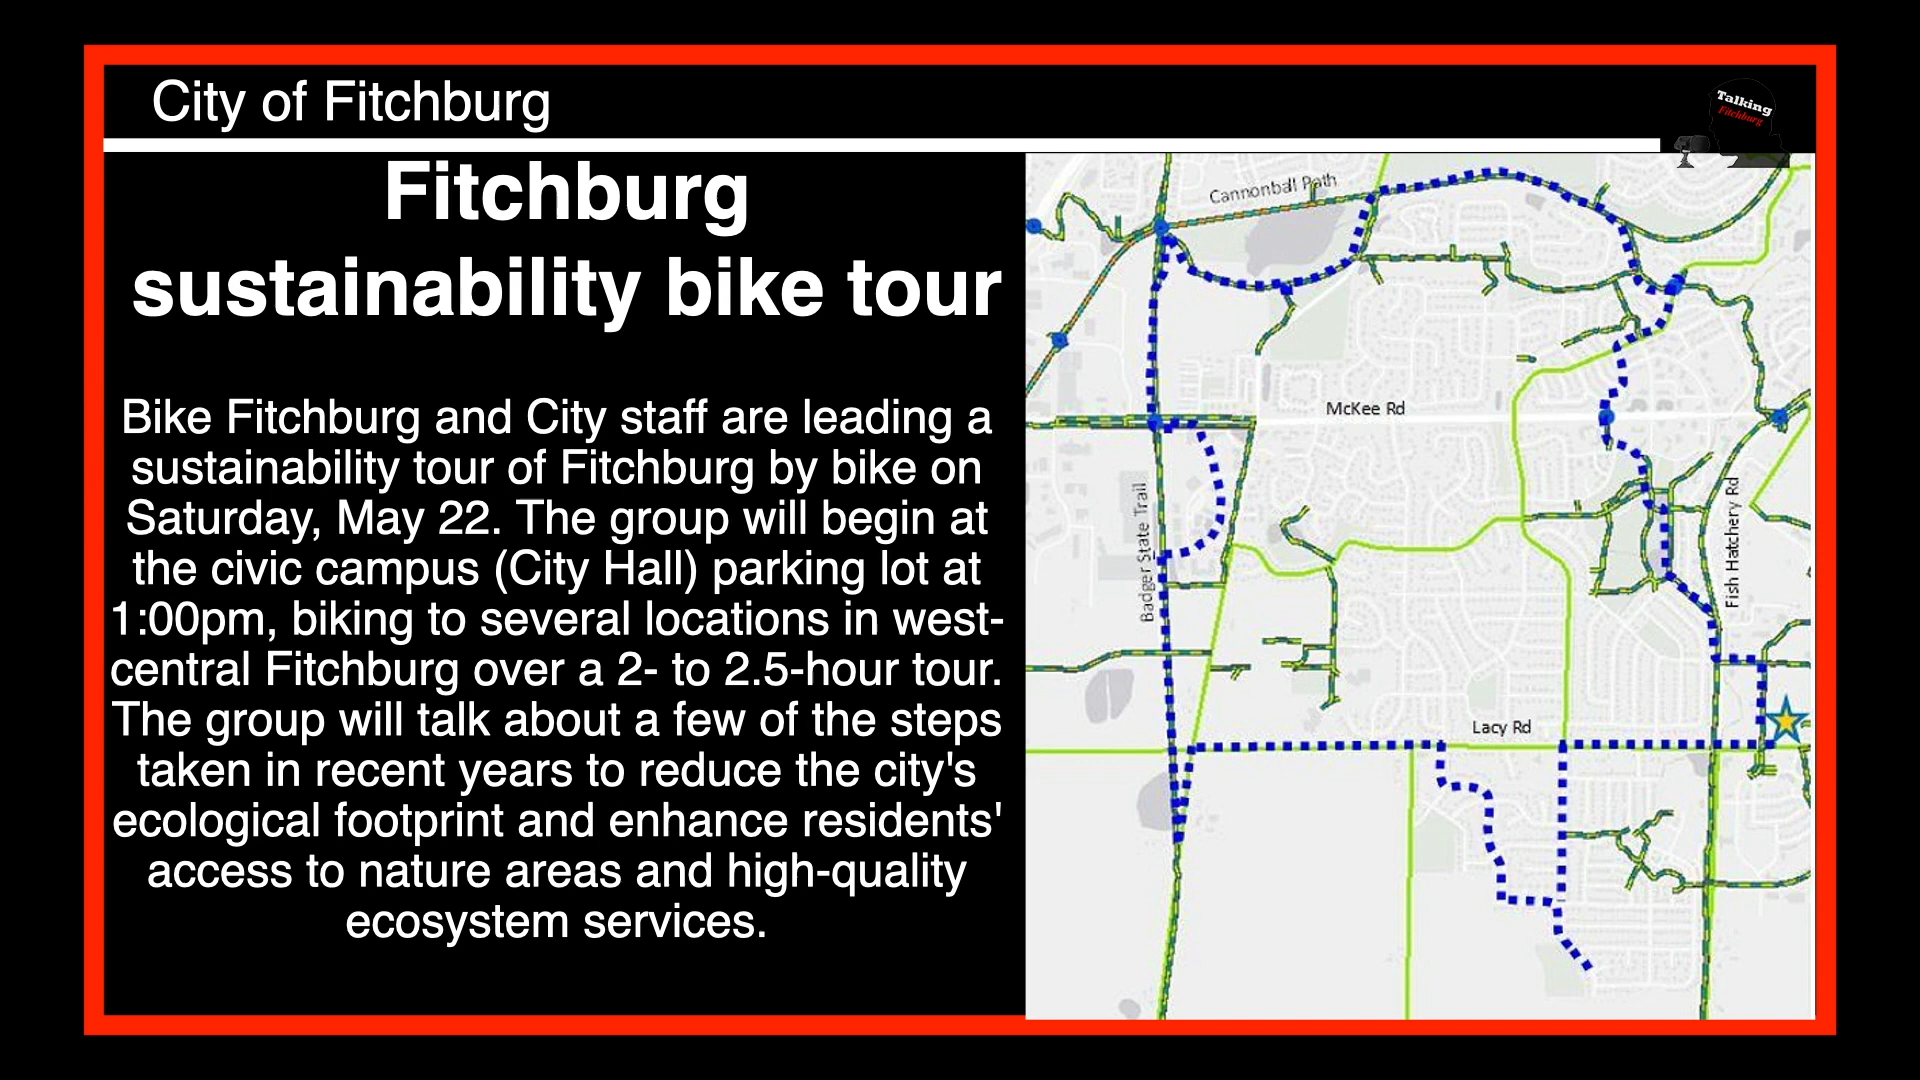 City of Fitchburg
Talking
Fitchburg
Fitchburg
sustainability bike tour
Bike Fitchburg and City staff are leading a
sustainability tour of Fitchburg by bike on
Saturday, May 22. The group will begin at
the civic campus (City Hall) parking lot at
1:00pm, biking to several locations in west-
central Fitchburg over a 2- to 2.5-hour tour.
The group will talk about a few of the steps
taken in recent years to reduce the city's
ecological footprint and enhance residents'
access to nature areas and high-quality
ecosystem services.
Cannonball Path
McKee Rd
Badger State Trail
Fish Hatchery Rd
Lacy Rd